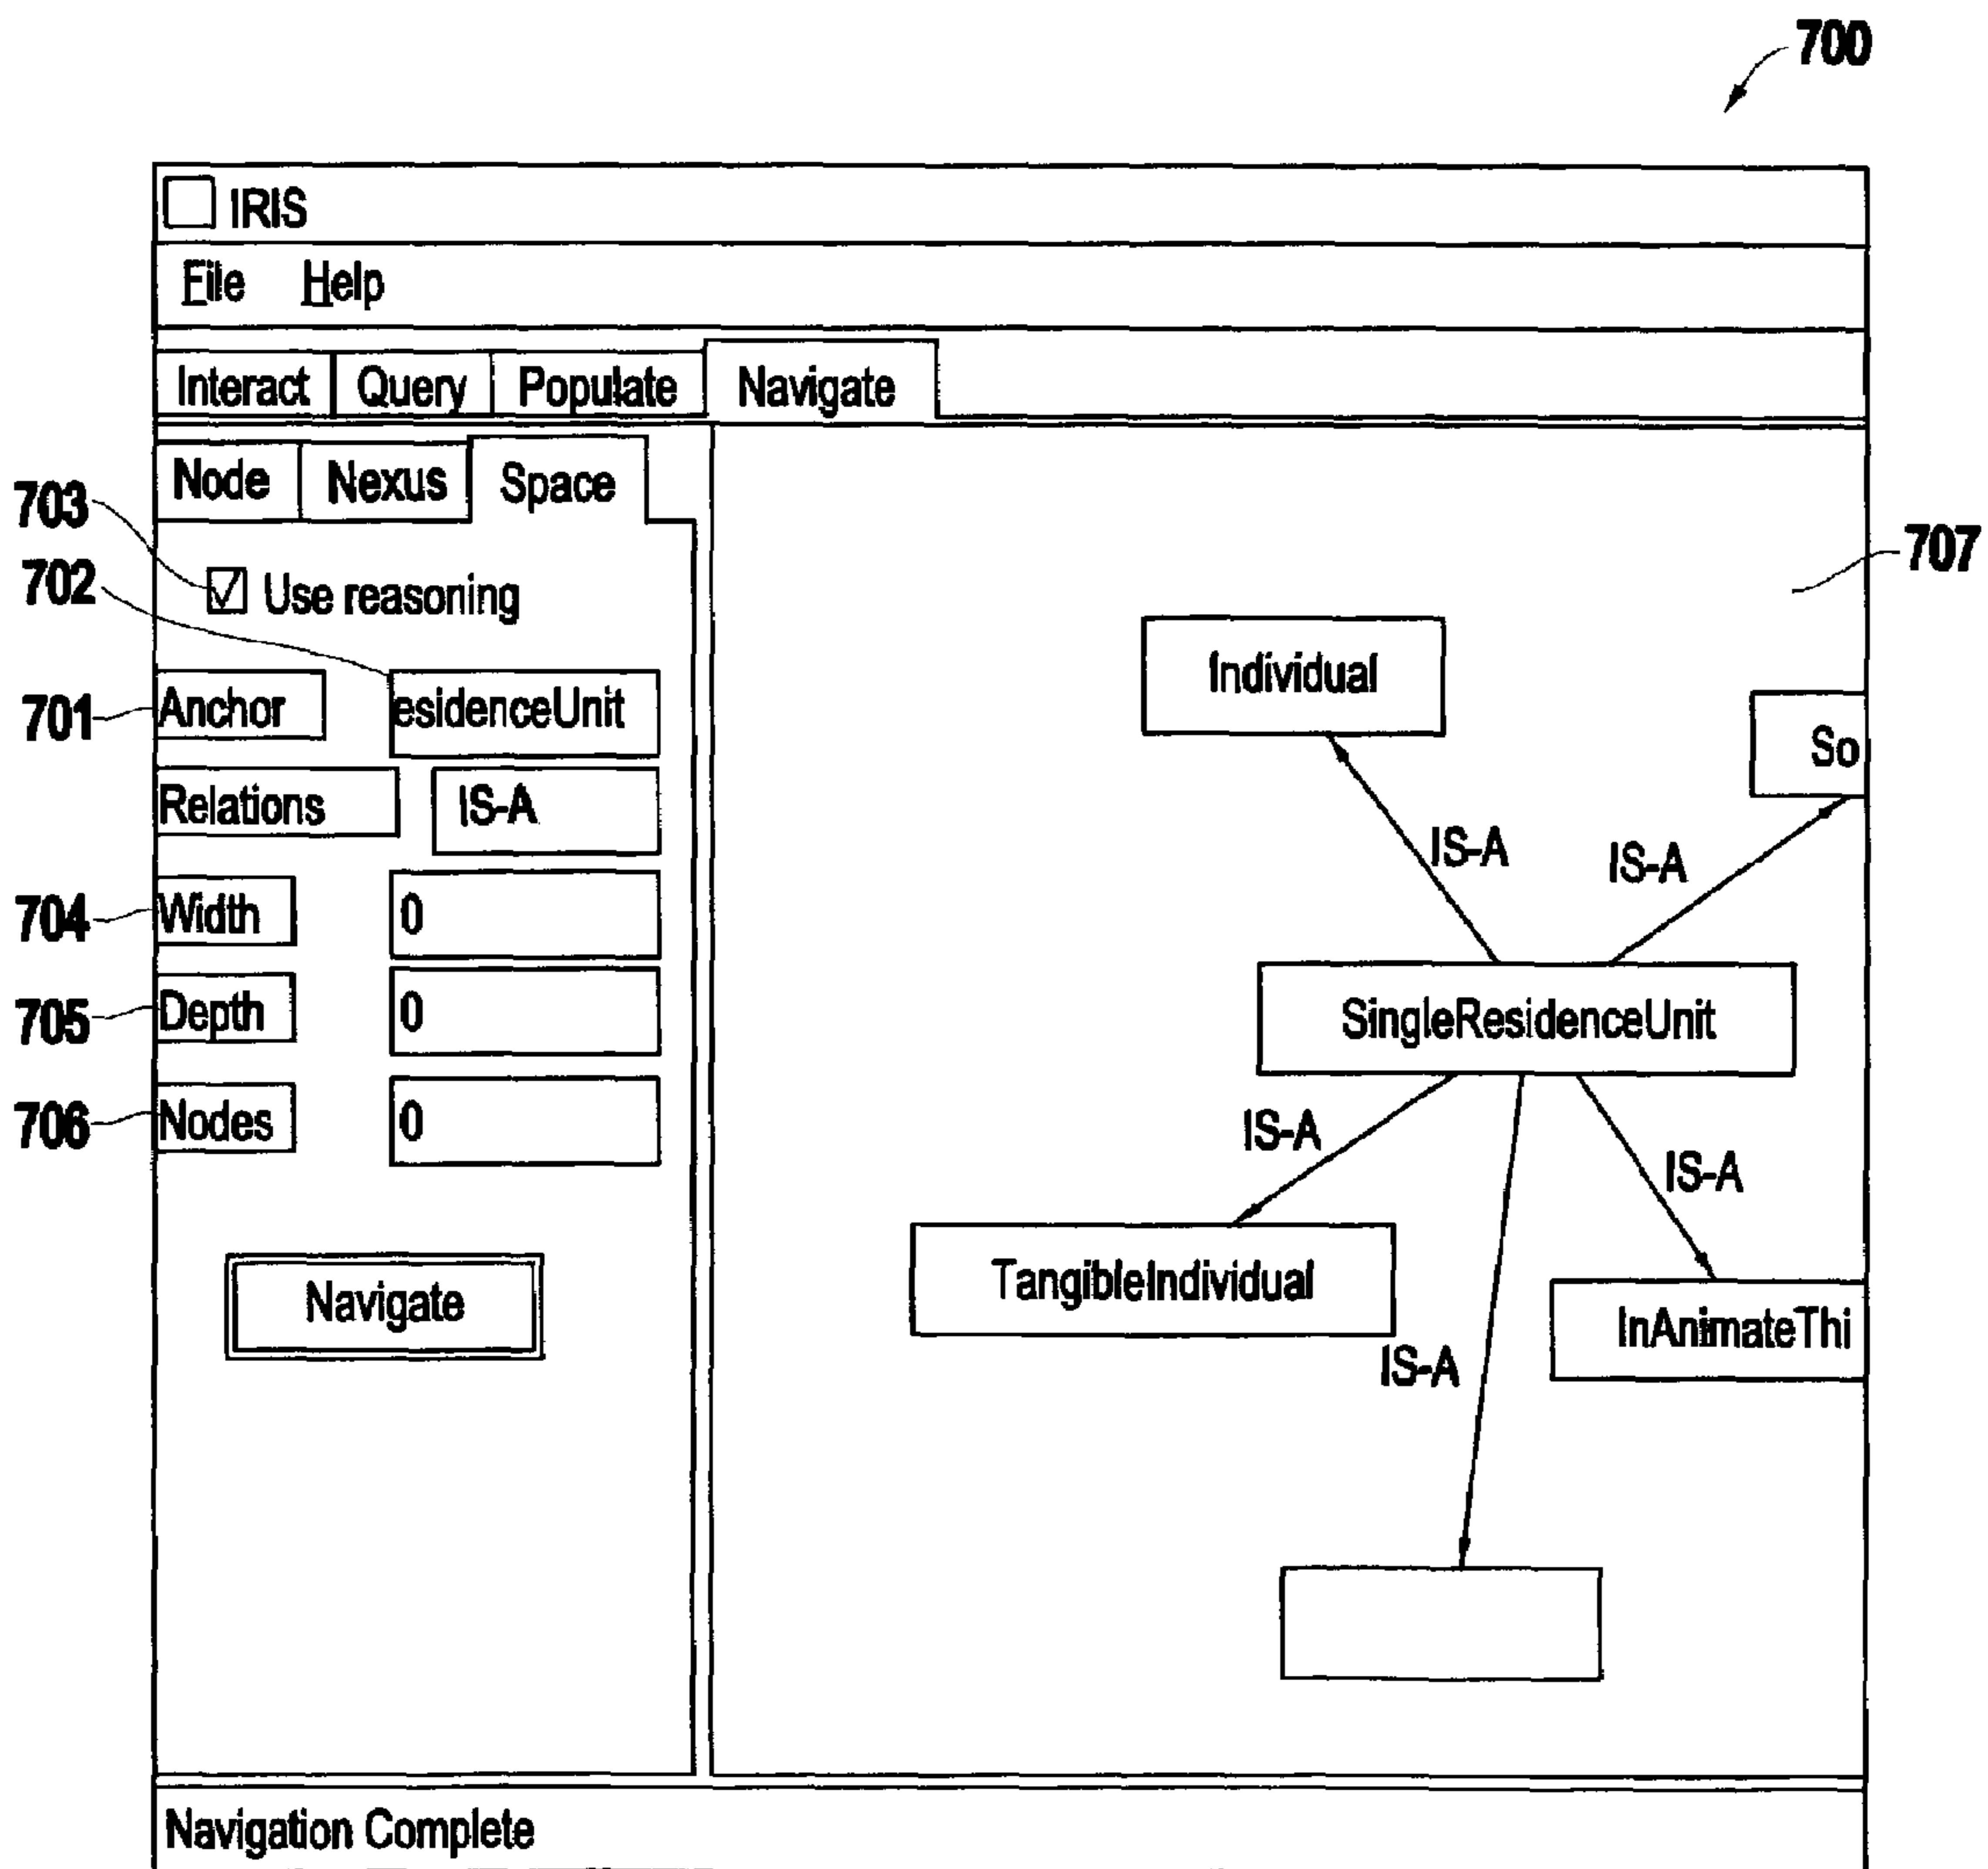 700
IRIS
File Help
Interact Query Populate Navigate
Node Nexus Space
703
702
Use reasoning
707
Individual
701
Anchor
esidenceUnit
So
Relations
IS-A
IS-A
IS-A
704
Width
0
705
Depth
0
SingleResidenceUnit
706
Nodes
0
IS-A
IS-A
Navigate
TangibleIndividual
InAnimateThi
IS-A
Navigation Complete